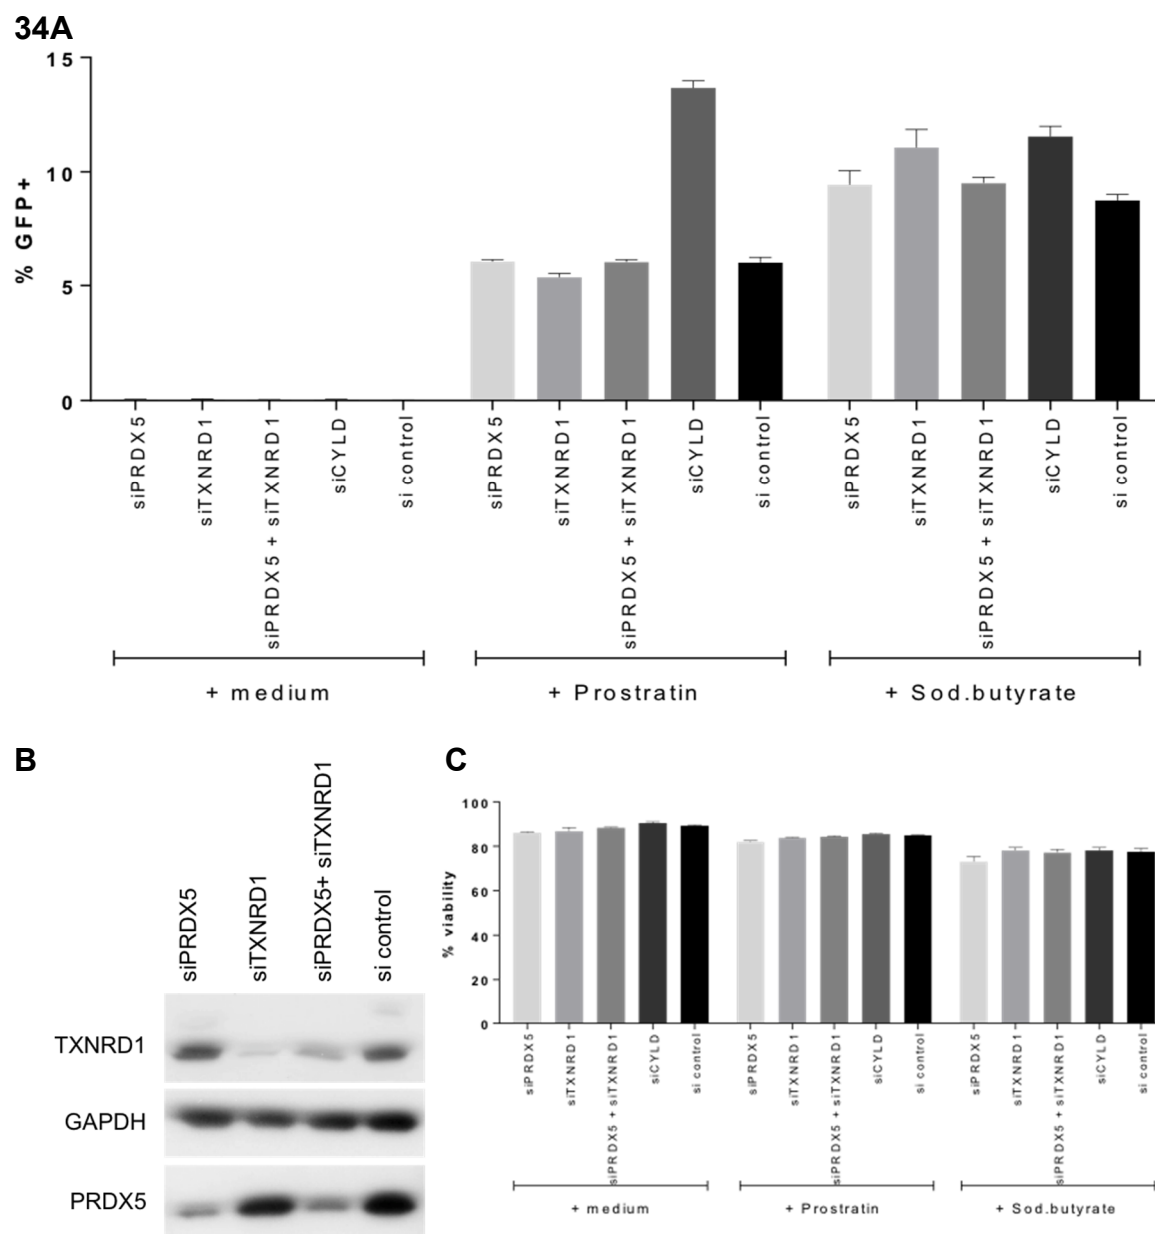 34A
15
10
5
0
% GFP+
siPRDX5
siTXNRD1
siPRDX5 + siTXNRD1
siCYLD
si control
siPRDX5
siTXNRD1
siPRDX5 + siTXNRD1
siCYLD
si control
siPRDX5
siTXNRD1
siPRDX5 + siTXNRD1
siCYLD
si control
+ medium
+ Prostratin
+ Sod.butyrate
B
siPRDX5
siTXNRD1
siPRDX5+ siTXNRD1
si control
TXNRD1
GAPDH
PRDX5
C
100
80
60
40
20
0
% viability
siPRDX5
siTXNRD1
siPRDX5 + siTXNRD1
siCYLD
si control
siPRDX5
siTXNRD1
siPRDX5 + siTXNRD1
siCYLD
si control
siPRDX5
siTXNRD1
siPRDX5 + siTXNRD1
siCYLD
si control
+ medium
+ Prostratin
+ Sod.butyrate